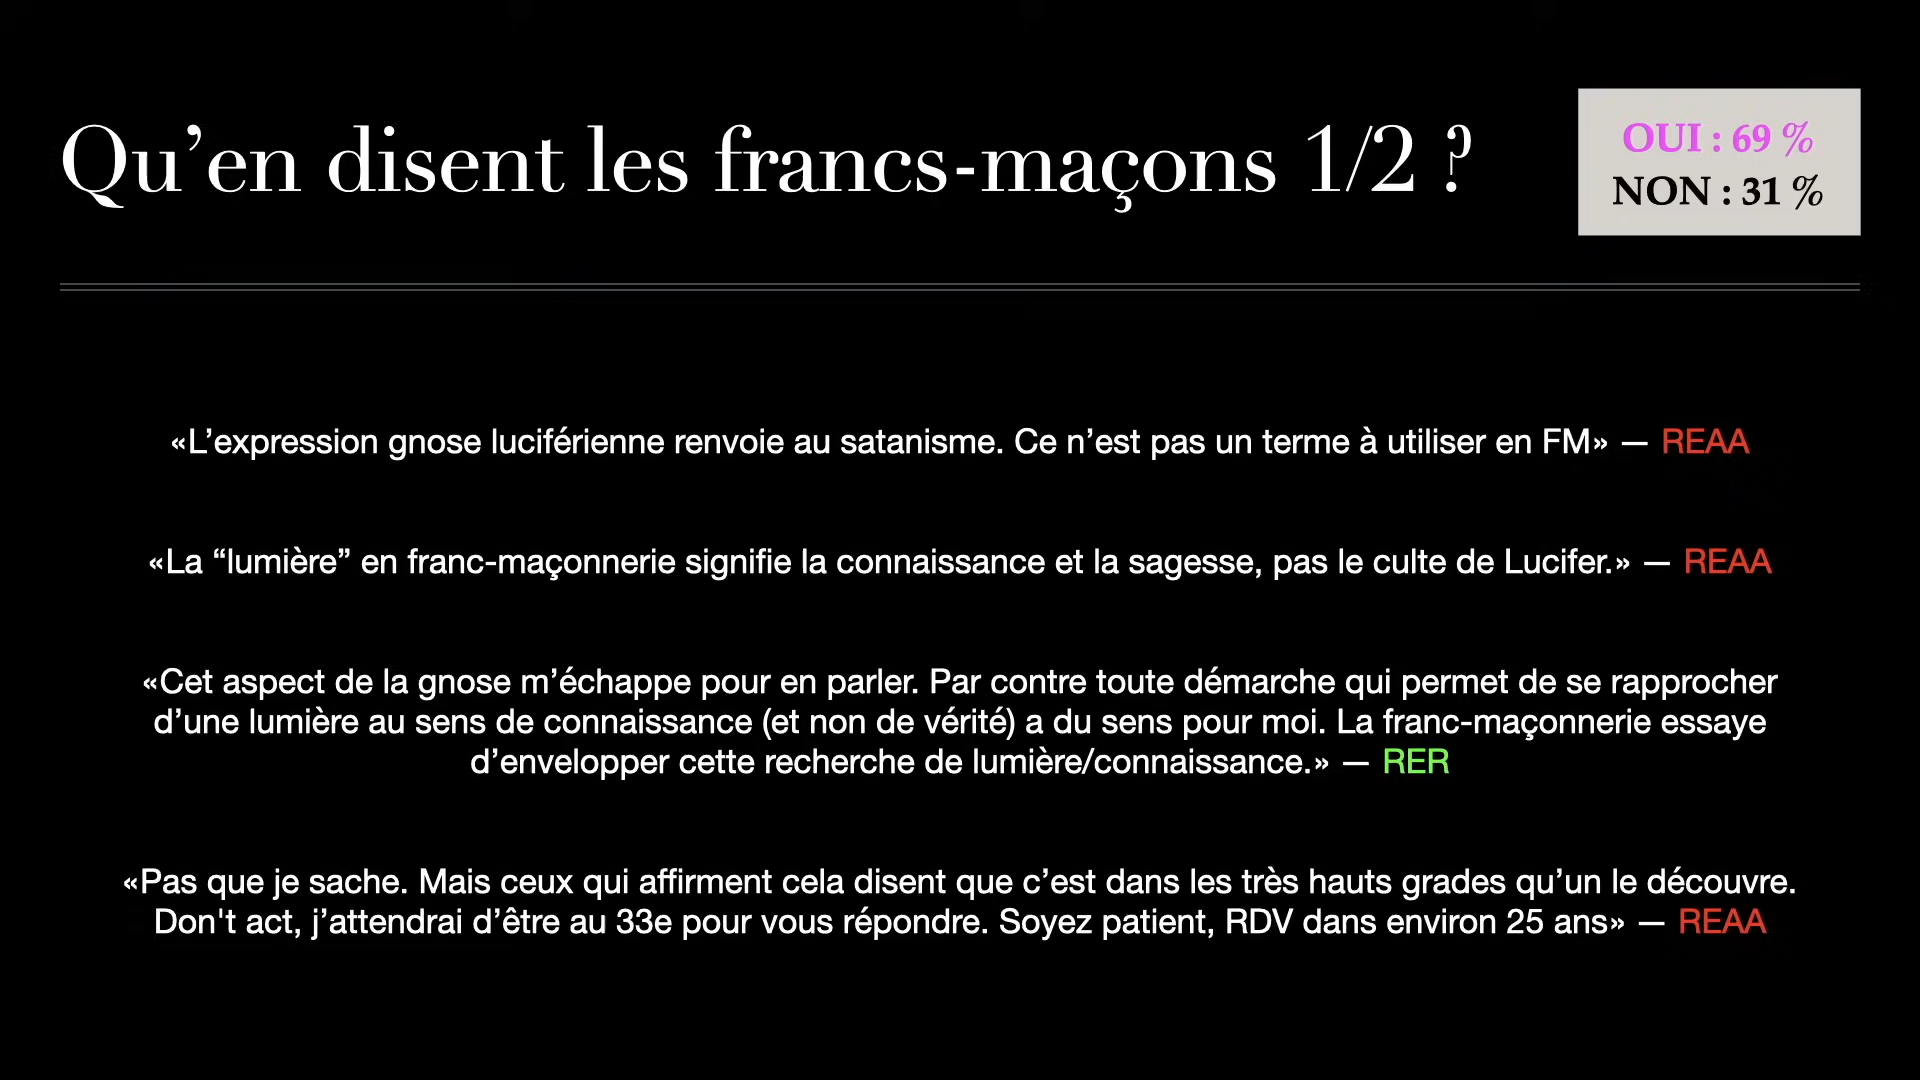 Qu’en disent les francs-maçons 1/2 ?
OUI : 69 %
NON : 31 %
«L’expression gnose luciférienne renvoie au satanisme. Ce n’est pas un terme à utiliser en FM» — REAA
«La “lumière” en franc-maçonnerie signifie la connaissance et la sagesse, pas le culte de Lucifer.» — REAA
«Cet aspect de la gnose m’échappe pour en parler. Par contre toute démarche qui permet de se rapprocher
d’une lumière au sens de connaissance (et non de vérité) a du sens pour moi. La franc-maçonnerie essaye
d’envelopper cette recherche de lumière/connaissance.» — RER
«Pas que je sache. Mais ceux qui affirment cela disent que c’est dans les très hauts grades qu’un le découvre.
Don't act, j’attendrai d’être au 33e pour vous répondre. Soyez patient, RDV dans environ 25 ans» — REAA